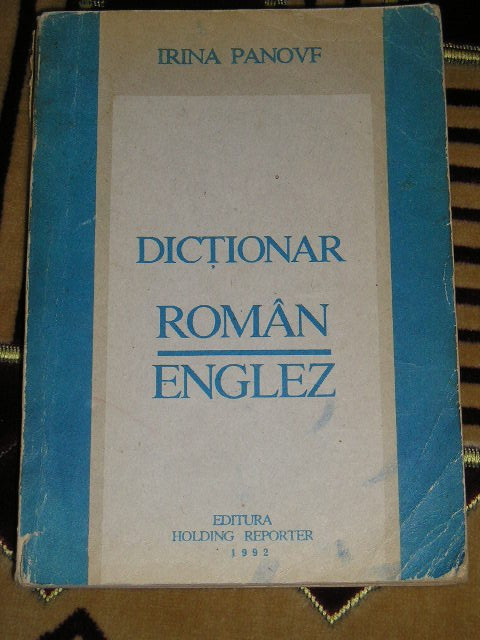 IRINA PANOVF
DICȚIONAR
ROMÂN
ENGLEZ
EDITURA
HOLDING REPORTER
1992